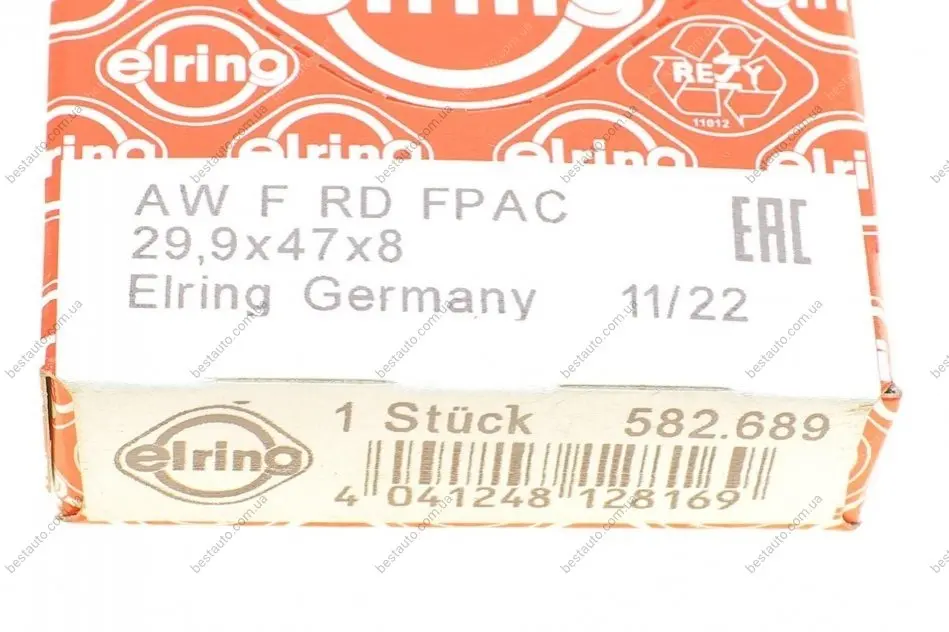 elring
elring
RESY
11012
elring
elring
elring
elring
AW F RD FPAC
EAC
29,9x47x8
Elring Germany 11/22
1 Stück 582.689
elring
4 041248 128169
bestauto.com.ua